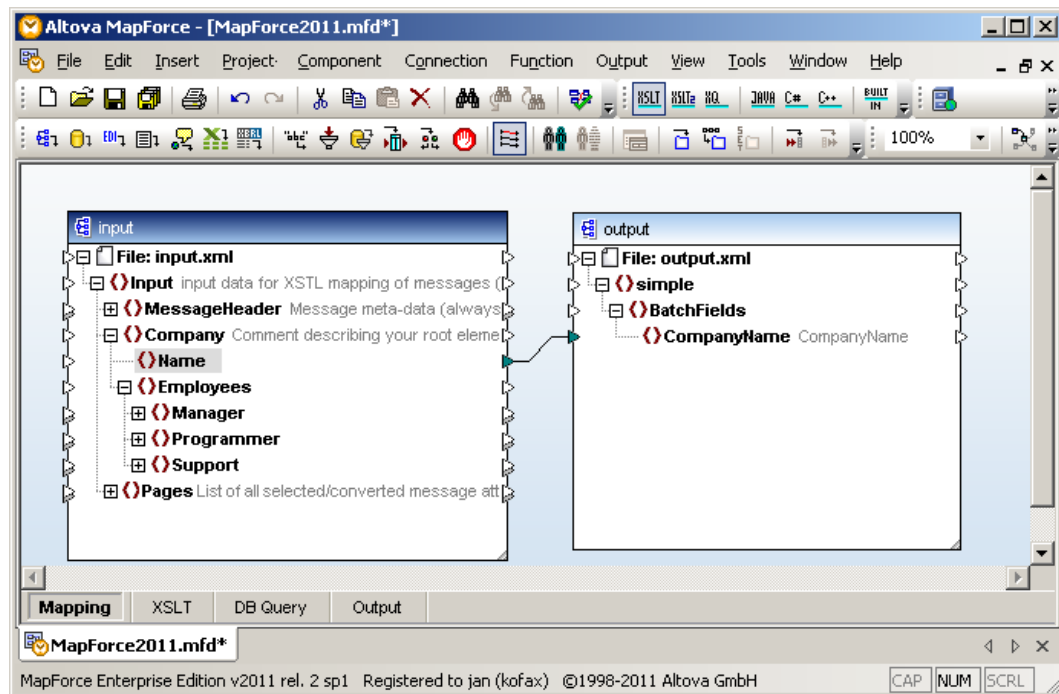 Altova MapForce - [MapForce2011.mfd*]
File Edit Insert Project Component Connection Function Output View Tools Window Help
XSLT XSLT2 XQ JAVA C# C++ BUILT IN
EDI XBRL "abc" 100%
input
File: input.xml
Input input data for XSTL mapping of messages (
MessageHeader Message meta-data (always
Company Comment describing your root eleme
Name
Employees
Manager
Programmer
Support
Pages List of all selected/converted message att
output
File: output.xml
simple
BatchFields
CompanyName CompanyName
Mapping XSLT DB Query Output
MapForce2011.mfd*
MapForce Enterprise Edition v2011 rel. 2 sp1 Registered to jan (kofax) ©1998-2011 Altova GmbH CAP NUM SCRL